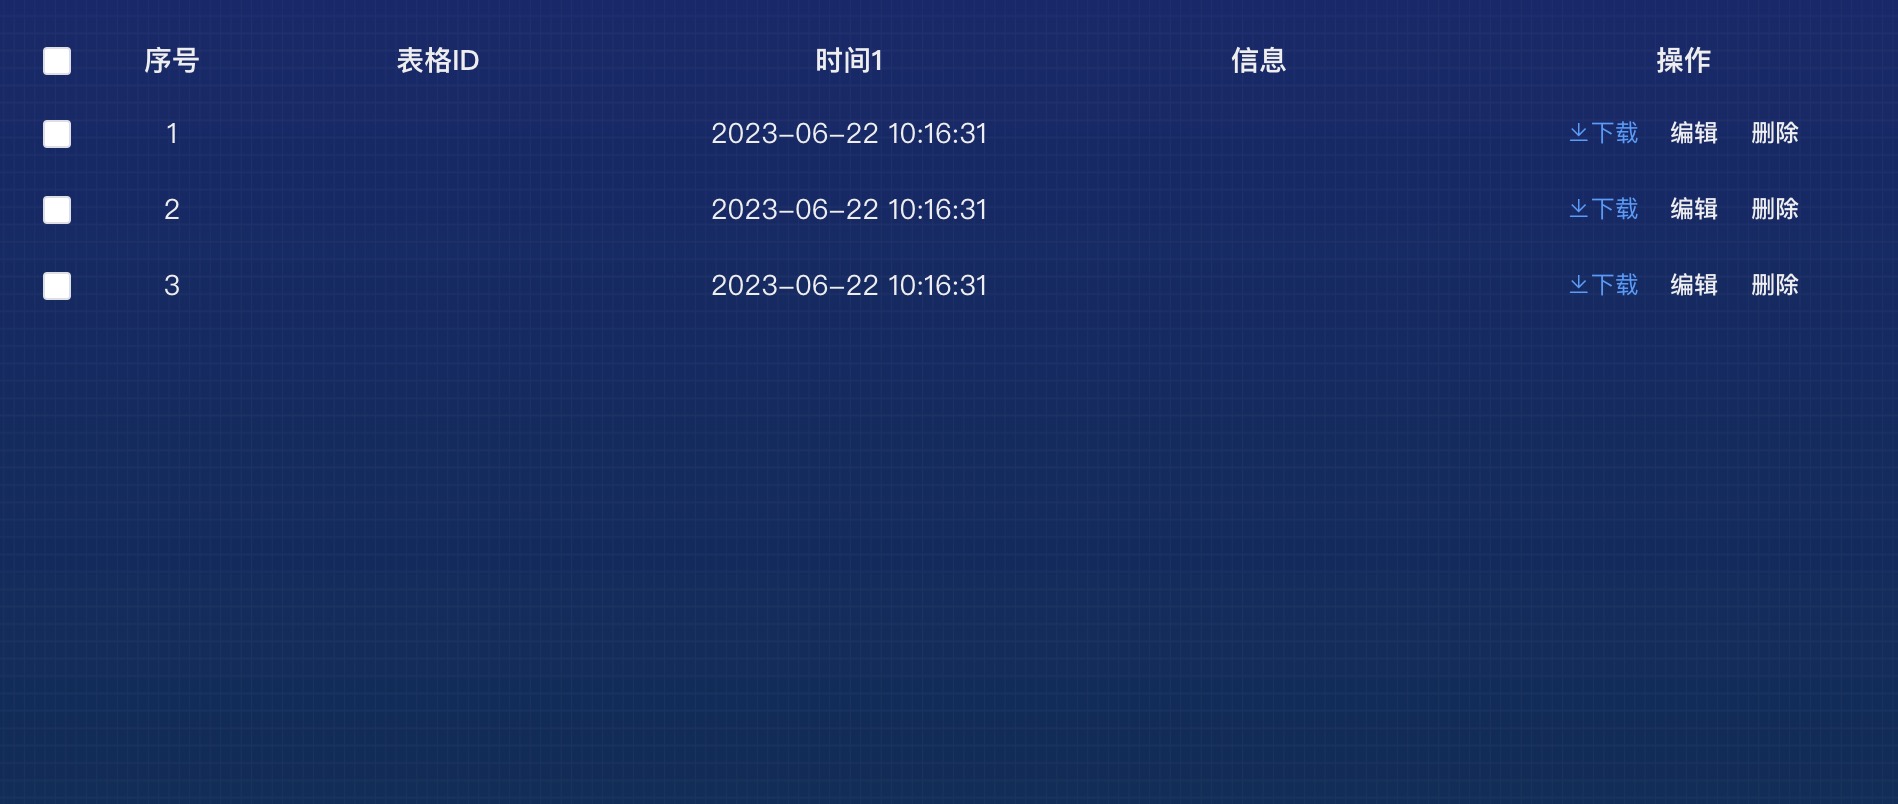 序号 表格ID 时间1 信息 操作
1 2023-06-22 10:16:31 下载 编辑 删除
2 2023-06-22 10:16:31 下载 编辑 删除
3 2023-06-22 10:16:31 下载 编辑 删除